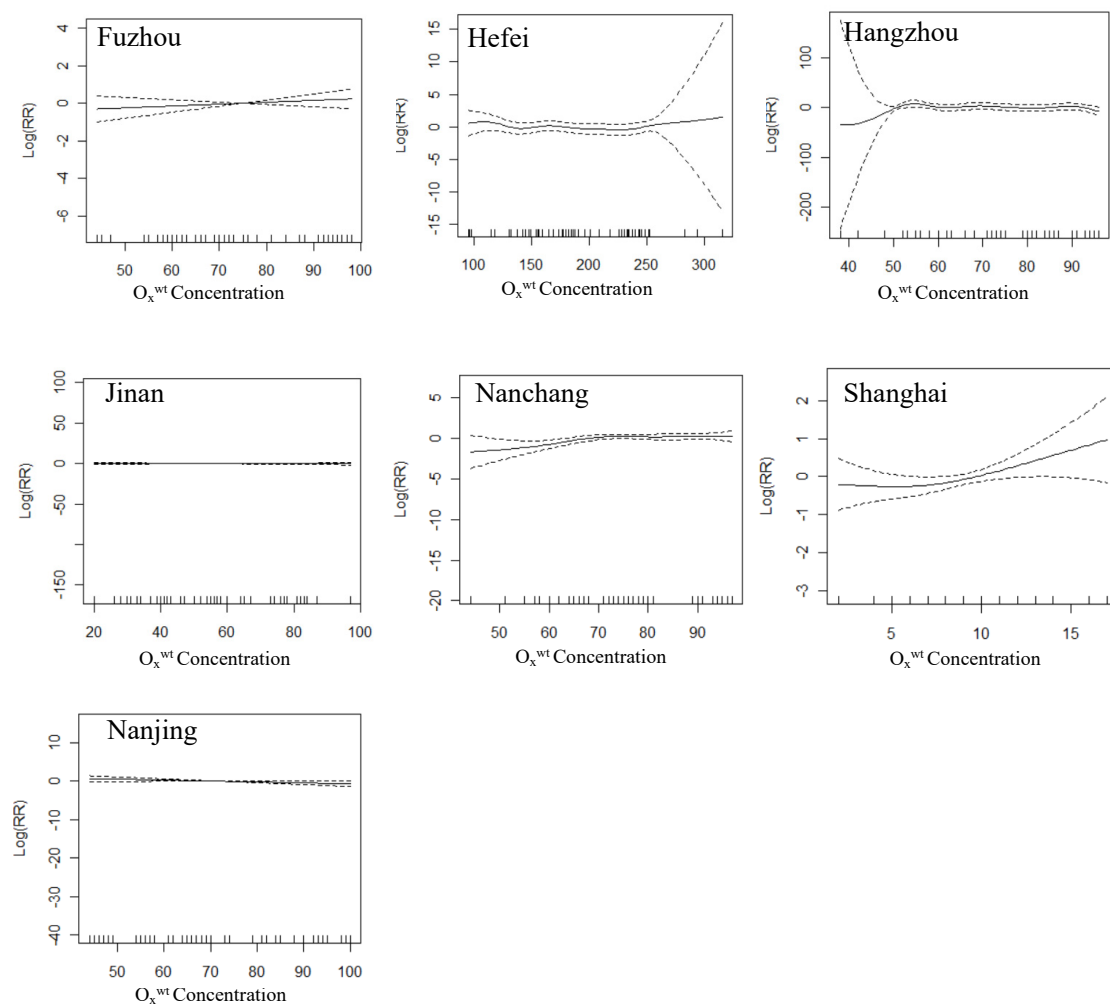 Fuzhou
Log(RR)
4
2
0
-2
-4
-6
50 60 70 80 90 100
Oₓʷᵗ Concentration
Hefei
Log(RR)
15
10
5
0
-5
-10
-15
100 150 200 250 300
Oₓʷᵗ Concentration
Hangzhou
Log(RR)
100
0
-100
-200
40 50 60 70 80 90
Oₓʷᵗ Concentration
Jinan
Log(RR)
100
50
0
-50
-150
20 40 60 80 100
Oₓʷᵗ Concentration
Nanchang
Log(RR)
5
0
-5
-10
-15
-20
50 60 70 80 90
Oₓʷᵗ Concentration
Shanghai
Log(RR)
2
1
0
-1
-2
-3
5 10 15
Oₓʷᵗ Concentration
Nanjing
Log(RR)
10
0
-10
-20
-30
-40
50 60 70 80 90 100
Oₓʷᵗ Concentration